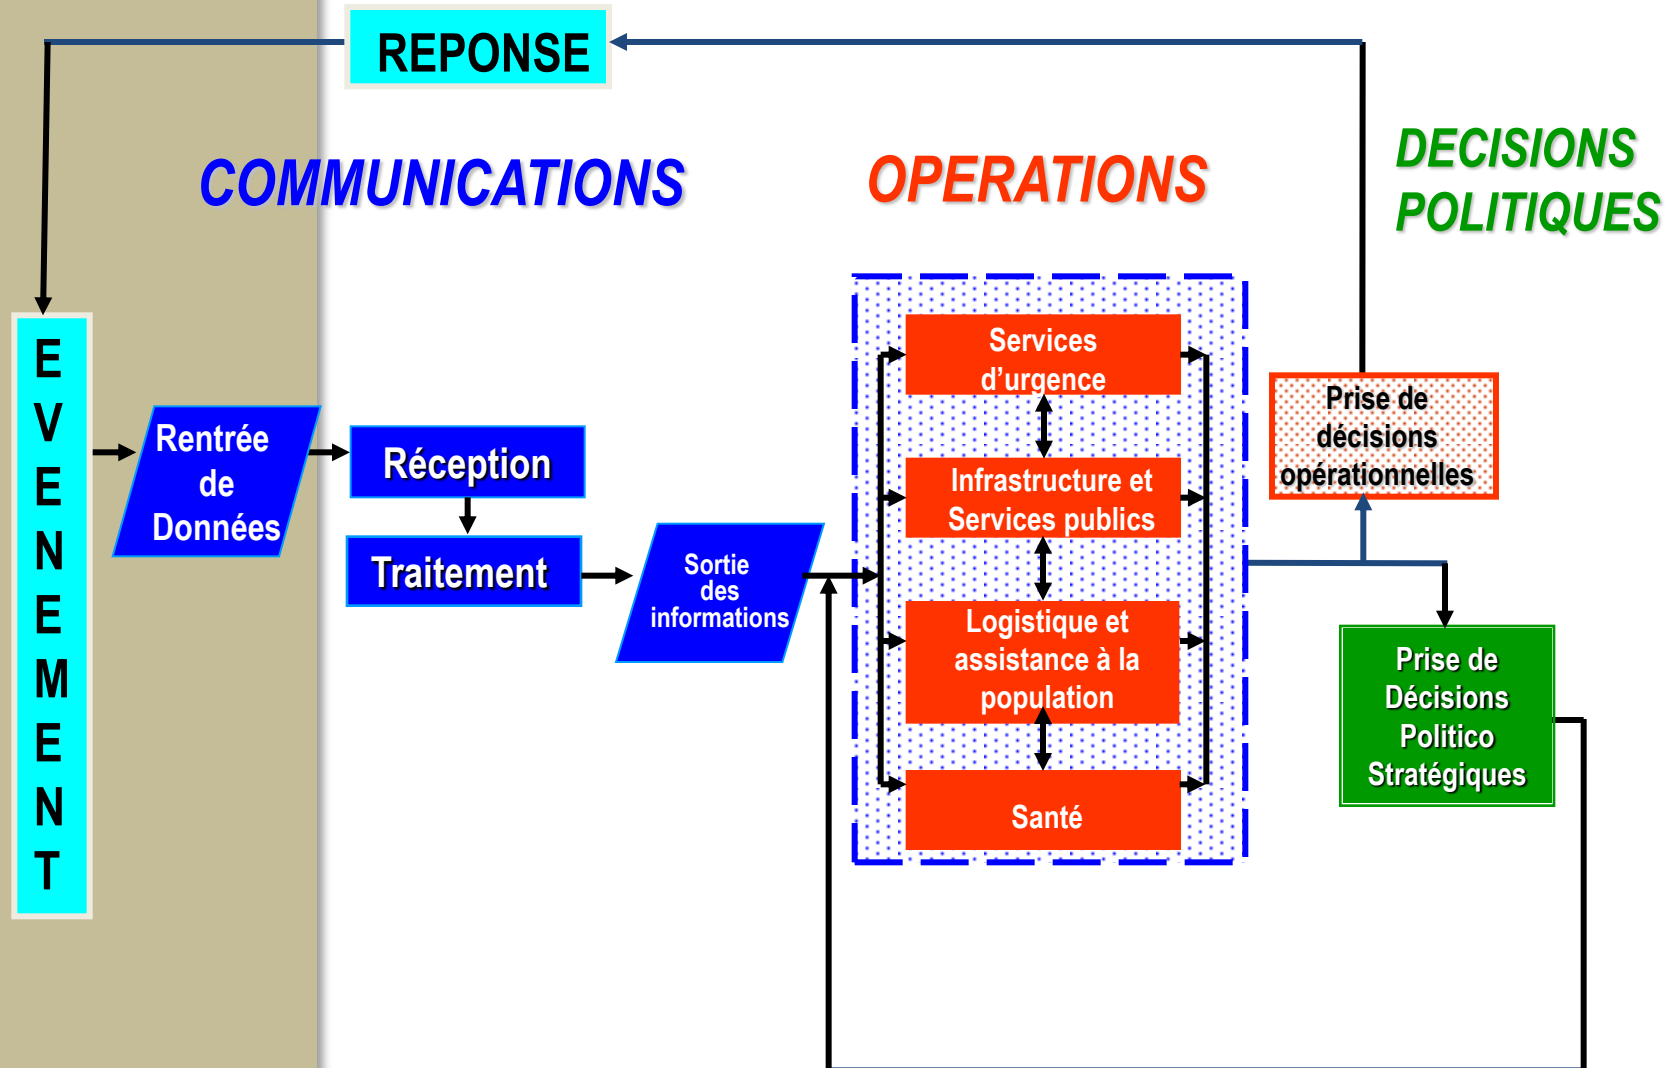 REPONSE
COMMUNICATIONS
OPERATIONS
DECISIONS
POLITIQUES
E
V
E
N
E
M
E
N
T
Rentrée
de
Données
Réception
Traitement
Sortie
des
informations
Services
d’urgence
Infrastructure et
Services publics
Logistique et
assistance à la
population
Santé
Prise de
décisions
opérationnelles
Prise de
Décisions
Politico
Stratégiques